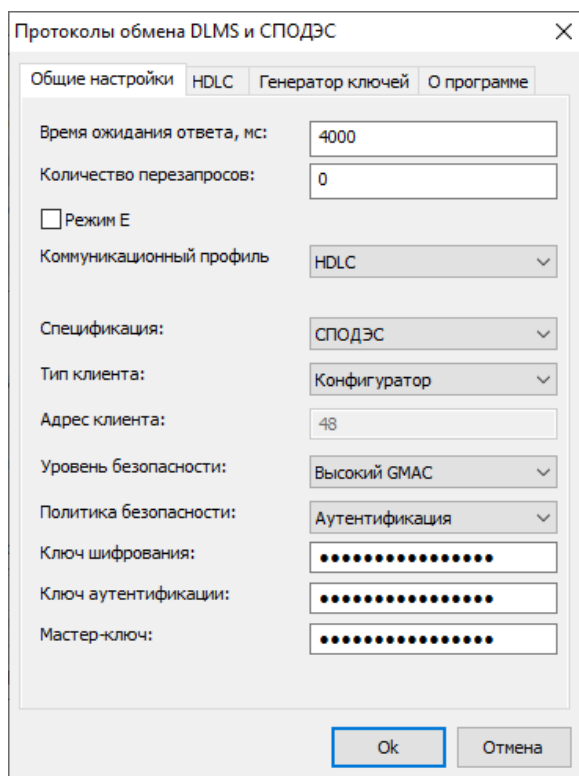 Протоколы обмена DLMS и СПОДЭС
Общие настройки HDLC Генератор ключей О программе
Время ожидания ответа, мс: 4000
Количество перезапросов: 0
Режим E
Коммуникационный профиль HDLC
Спецификация: СПОДЭС
Тип клиента: Конфигуратор
Адрес клиента: 48
Уровень безопасности: Высокий GMAC
Политика безопасности: Аутентификация
Ключ шифрования: ●●●●●●●●●●●●●●●●
Ключ аутентификации: ●●●●●●●●●●●●●●●●
Мастер-ключ: ●●●●●●●●●●●●●●●●
Ok Отмена